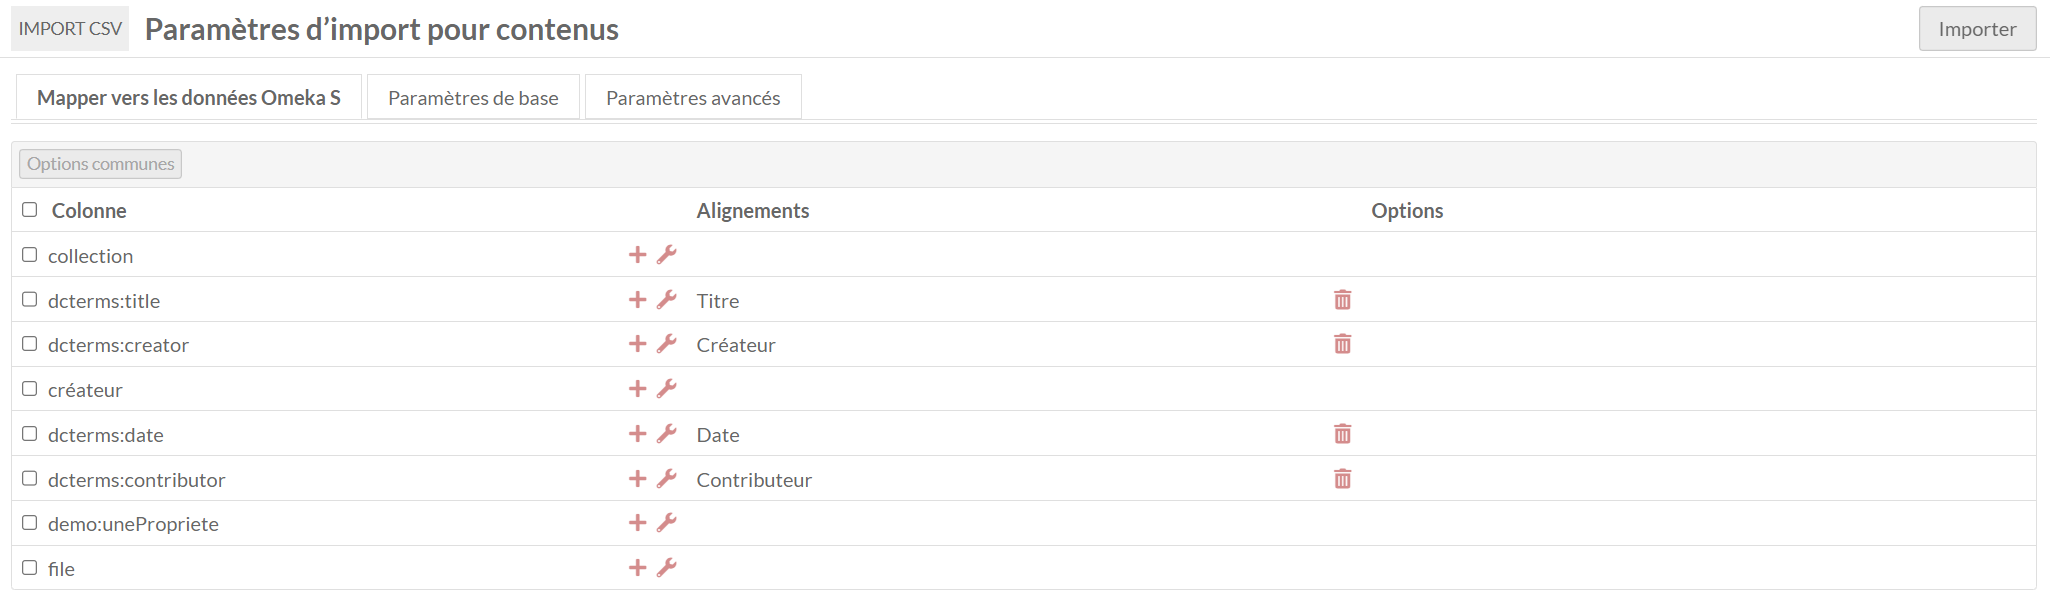 IMPORT CSV Paramètres d’import pour contenus Importer
Mapper vers les données Omeka S Paramètres de base Paramètres avancés
Options communes
Colonne Alignements Options
collection
dcterms:title Titre
dcterms:creator Créateur
créateur
dcterms:date Date
dcterms:contributor Contributeur
demo:unePropriete
file